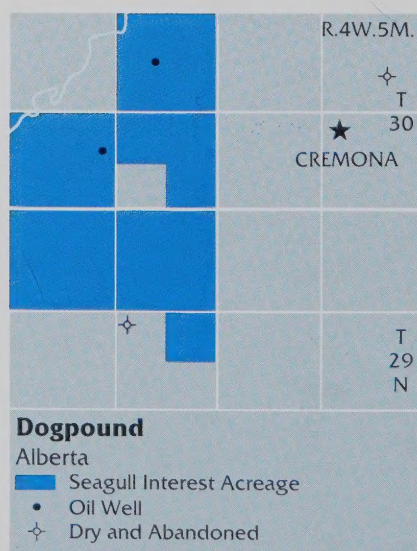 R.4W.5M.
T
30
CREMONA
T
29
N
Dogpound
Alberta
Seagull Interest Acreage
Oil Well
Dry and Abandoned